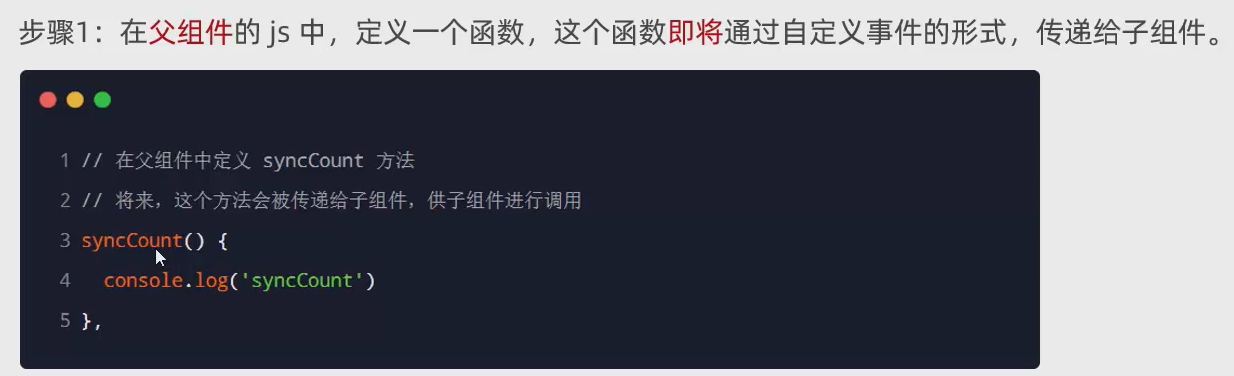 步骤1：在父组件的 js 中，定义一个函数，这个函数即将通过自定义事件的形式，传递给子组件。
1 // 在父组件中定义 syncCount 方法
2 // 将来，这个方法会被传递给子组件，供子组件进行调用
3 syncCount() {
4   console.log('syncCount')
5 },